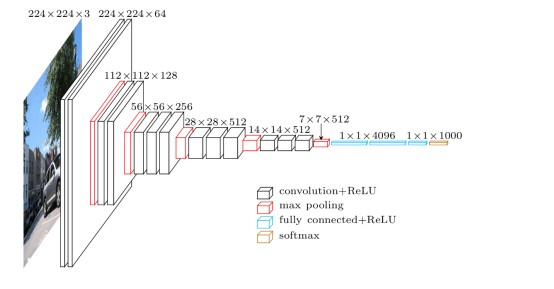 224×224×3
224×224×64
112×112×128
56×56×256
28×28×512
14×14×512
7×7×512
1×1×4096
1×1×1000
convolution+ReLU
max pooling
fully connected+ReLU
softmax